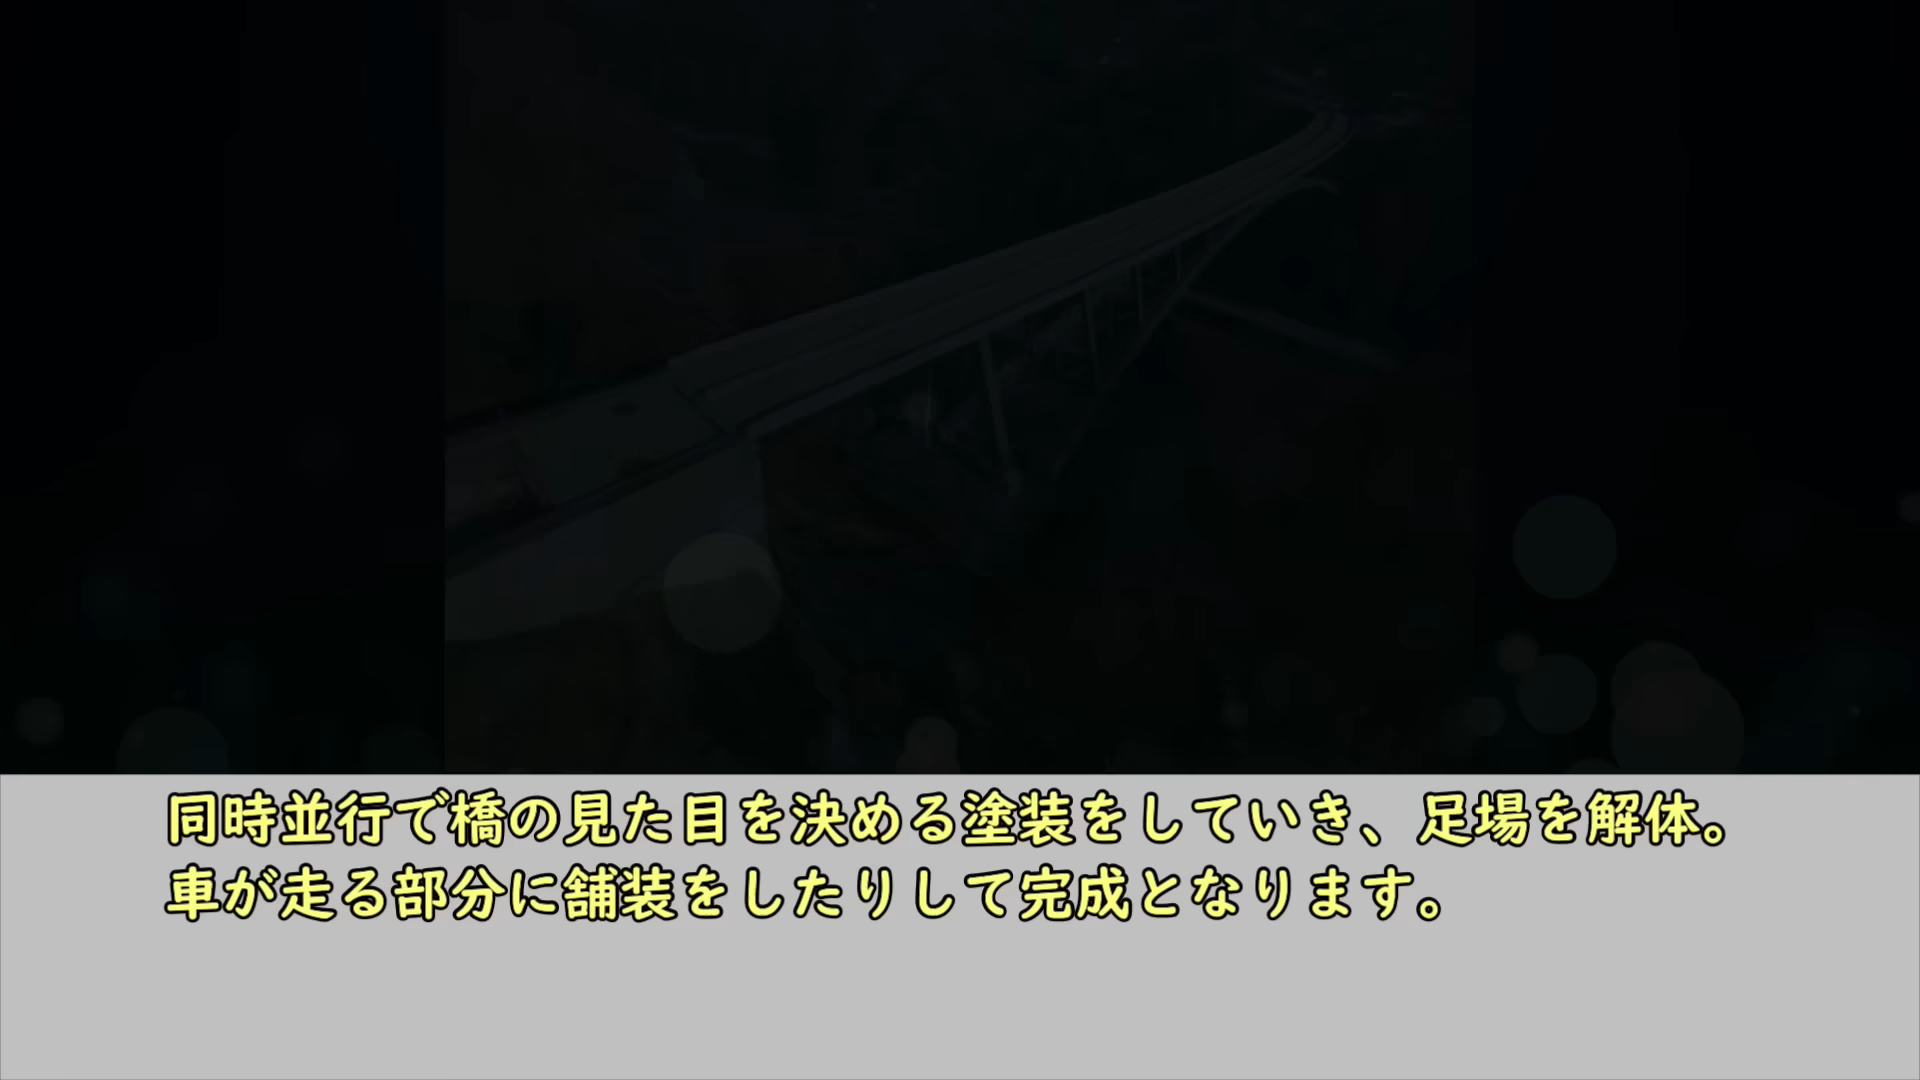 同時並行で橋の見た目を決める塗装をしていき、足場を解体。
車が走る部分に舗装をしたりして完成となります。